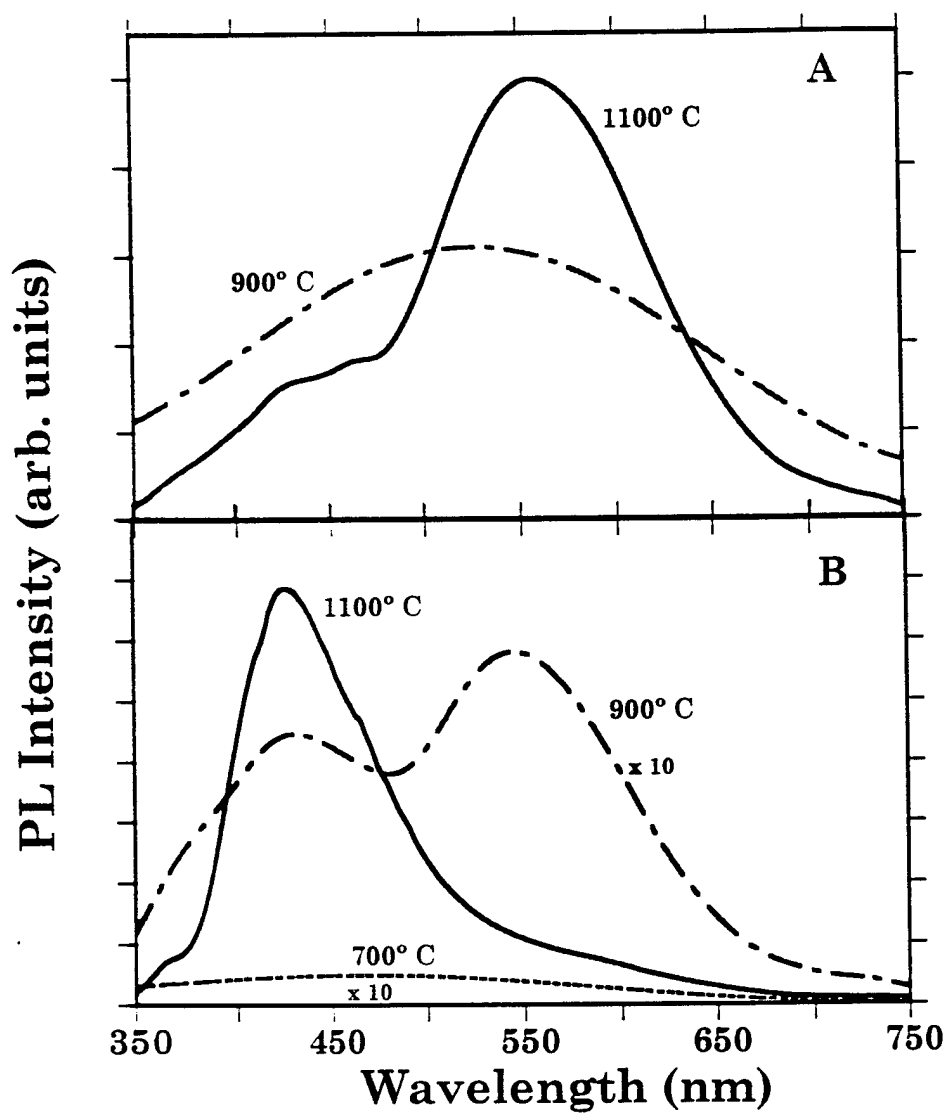 A
1100° C
900° C
B
1100° C
900° C
x 10
700° C
x 10
350 450 550 650 750
Wavelength (nm)
PL Intensity (arb. units)